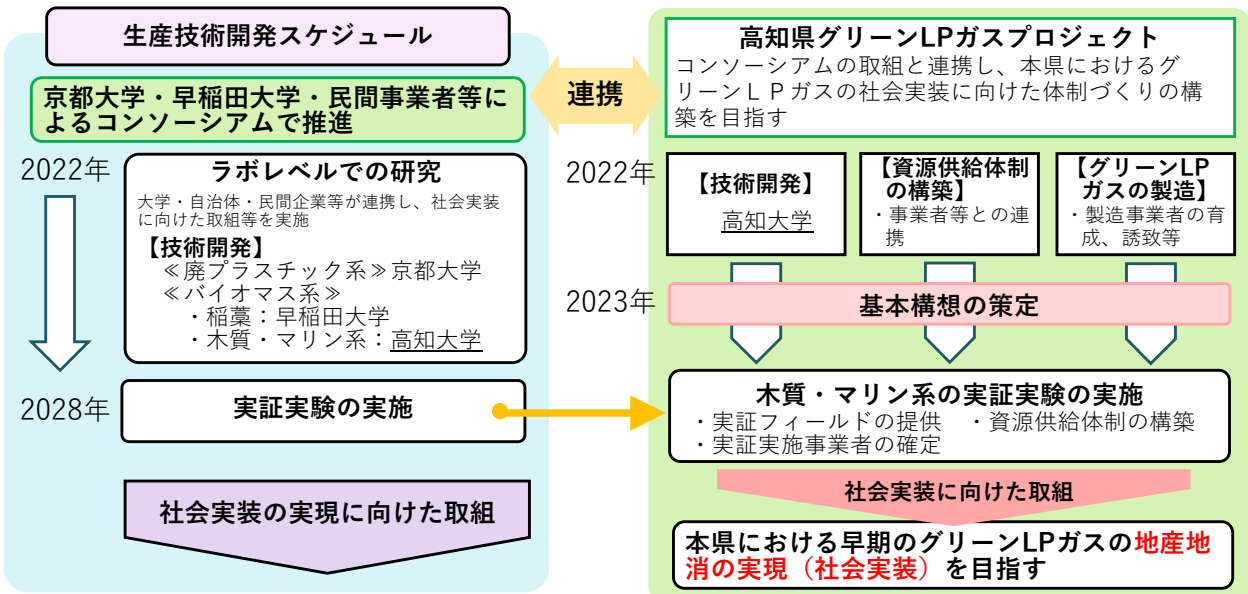 生産技術開発スケジュール
京都大学・早稲田大学・民間事業者等に
よるコンソーシアムで推進
2022年
ラボレベルでの研究
大学・自治体・民間企業等が連携し、社会実装
に向けた取組等を実施
【技術開発】
≪廃プラスチック系≫京都大学
≪バイオマス系≫
・稲藁：早稲田大学
・木質・マリン系：高知大学
2028年
実証実験の実施
社会実装の実現に向けた取組
連携
高知県グリーンLPガスプロジェクト
コンソーシアムの取組と連携し、本県におけるグ
リーンＬＰガスの社会実装に向けた体制づくりの構
築を目指す
2022年
【技術開発】
高知大学
【資源供給体制
の構築】
・事業者等との連
携
【グリーンLP
ガスの製造】
・製造事業者の育
成、誘致等
2023年
基本構想の策定
木質・マリン系の実証実験の実施
・実証フィールドの提供　・資源供給体制の構築
・実証実施事業者の確定
社会実装に向けた取組
本県における早期のグリーンLPガスの地産地
消の実現（社会実装）を目指す